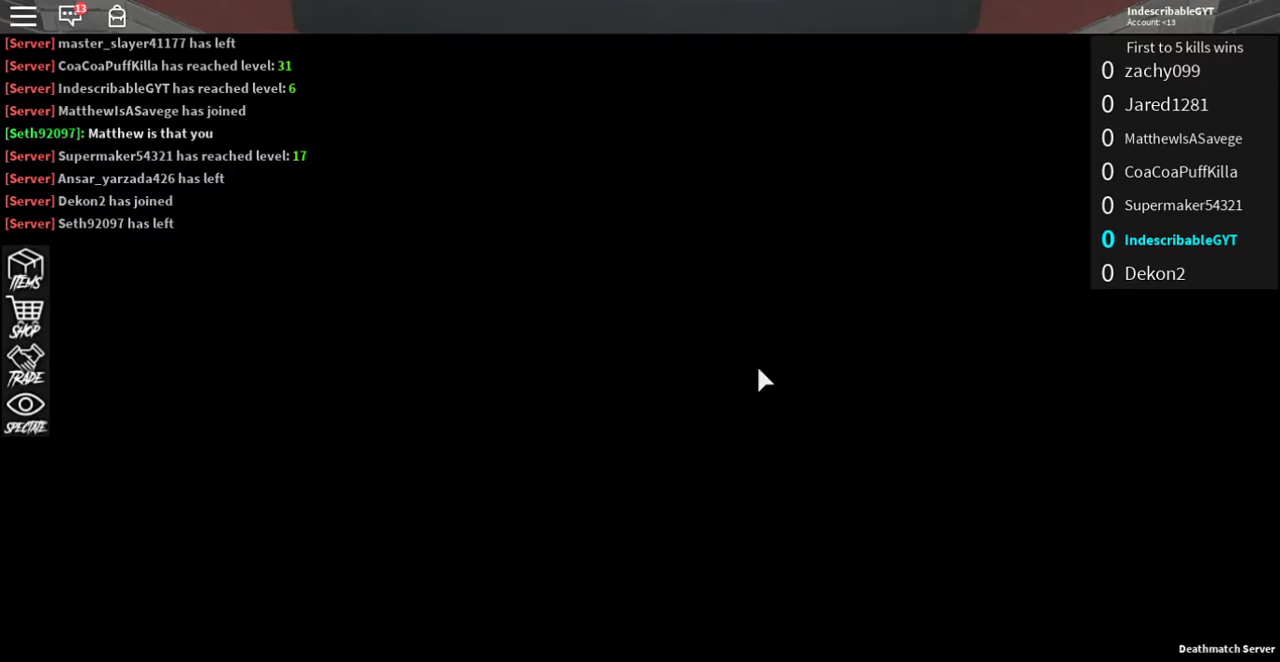 13
IndescribableGYT
Account: <13
[Server] master_slayer41177 has left
[Server] CoaCoaPuffKilla has reached level: 31
[Server] IndescribableGYT has reached level: 6
[Server] MatthewIsASavege has joined
[Seth92097]: Matthew is that you
[Server] Supermaker54321 has reached level: 17
[Server] Ansar_yarzada426 has left
[Server] Dekon2 has joined
[Server] Seth92097 has left
ITEMS
SHOP
TRADE
SPECTATE
First to 5 kills wins
0 zachy099
0 Jared1281
0 MatthewIsASavege
0 CoaCoaPuffKilla
0 Supermaker54321
0 IndescribableGYT
0 Dekon2
Deathmatch Server